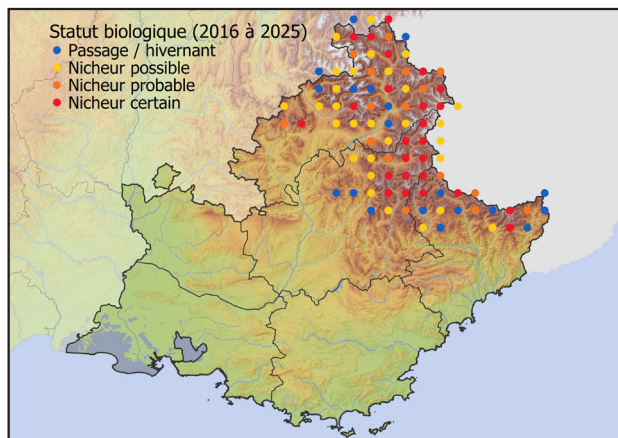 Statut biologique (2016 à 2025)
Passage / hivernant
Nicheur possible
Nicheur probable
Nicheur certain